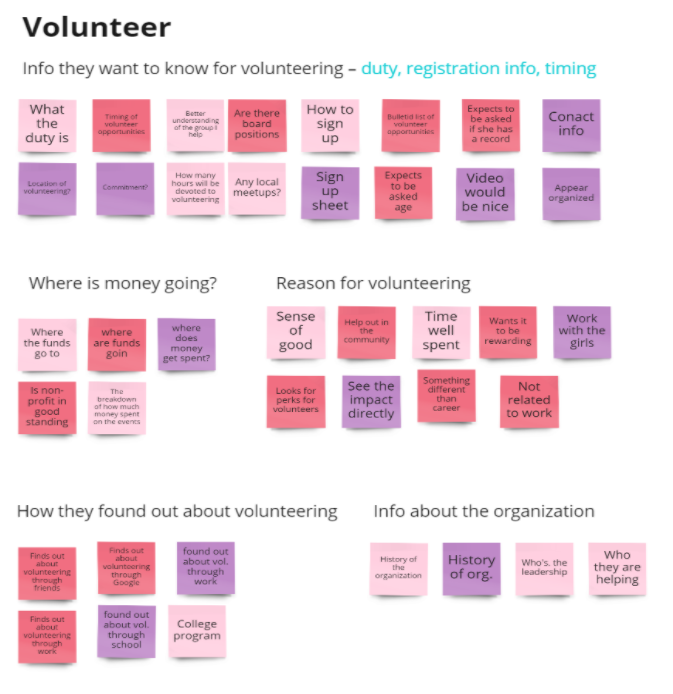 Volunteer
Info they want to know for volunteering – duty, registration info, timing
What
the
duty is
Timing of
volunteer
opportunities
Better
understanding
of the group I
help
Are there
board
positions
How to
sign
up
Bulletid list of
volunteer
opportunities
Expects to
be asked
if she has
a record
Conact
info
Location of
volunteering?
Commitment?
How many
hours will be
devoted to
volunteering
Any local
meetups?
Sign
up
sheet
Expects
to be
asked
age
Video
would
be nice
Appear
organized
Where is money going?
Where
the funds
go to
where
are funds
goin
where
does
money
get spent?
Is non-
profit in
good
standing
The
breakdown
of how much
money spent
on the events
Reason for volunteering
Sense
of
good
Help out in
the
community
Time
well
spent
Wants it
to be
rewarding
Work
with the
girls
Looks for
perks for
volunteers
See the
impact
directly
Something
different
than
career
Not
related
to work
How they found out about volunteering
Finds out
about
volunteering
through
friends
Finds out
about
volunteering
through
Google
found out
about vol.
through
work
Finds out
about
volunteering
through
work
found out
about vol.
through
school
College
program
Info about the organization
History of
the
organization
History
of org.
Who's. the
leadership
Who
they are
helping